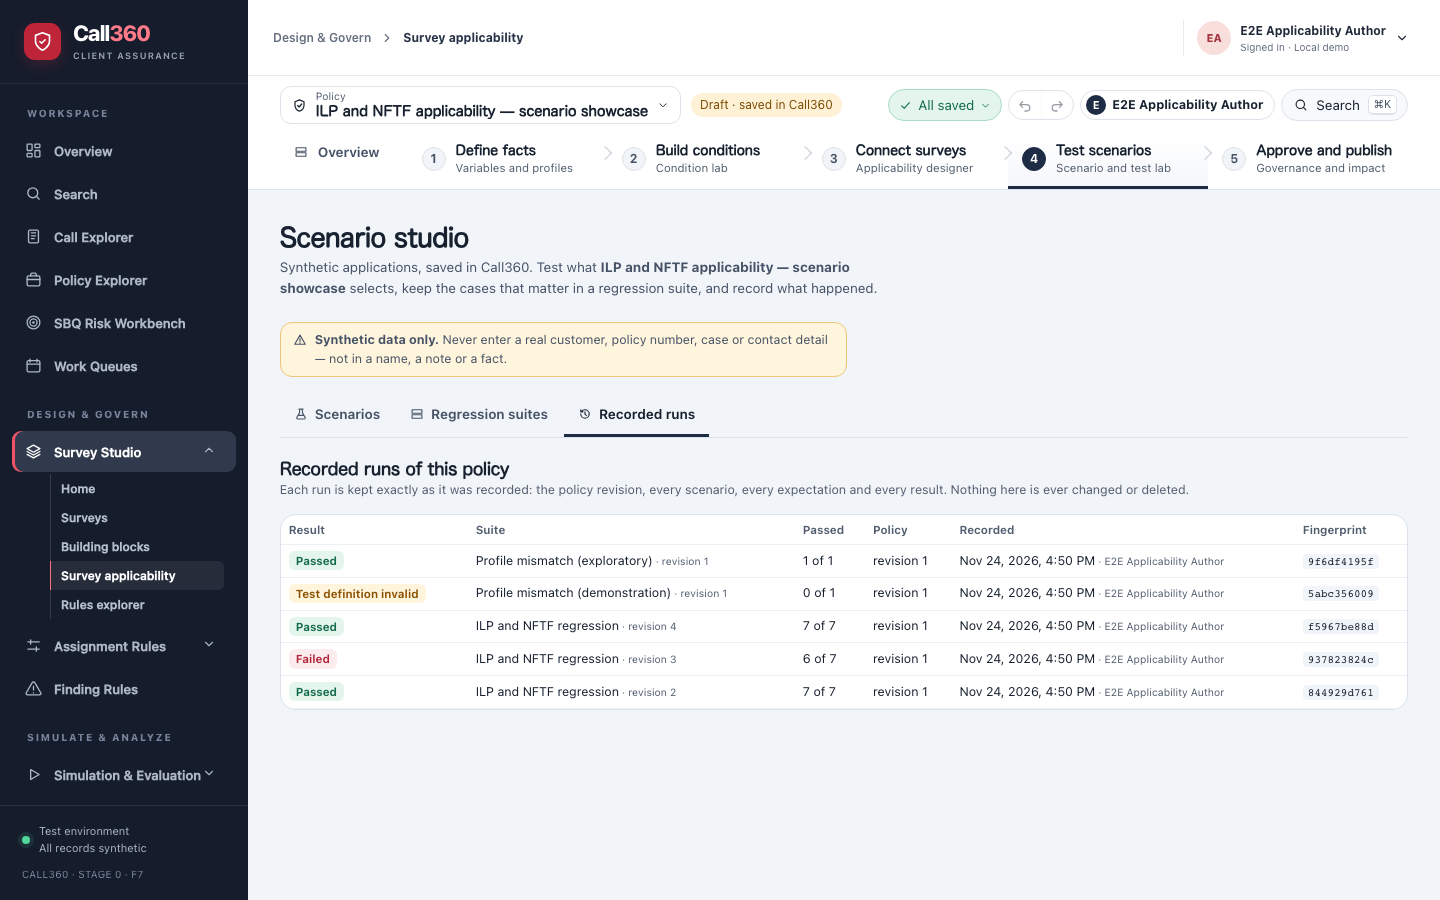 Call360
CLIENT ASSURANCE
WORKSPACE
Overview
Search
Call Explorer
Policy Explorer
SBQ Risk Workbench
Work Queues
DESIGN & GOVERN
Survey Studio
Home
Surveys
Building blocks
Survey applicability
Rules explorer
Assignment Rules
Finding Rules
SIMULATE & ANALYZE
Simulation & Evaluation
Test environment
All records synthetic
CALL360 · STAGE 0 · F7
Design & Govern > Survey applicability
EA
E2E Applicability Author
Signed in · Local demo
Policy
ILP and NFTF applicability — scenario showcase
Draft · saved in Call360
All saved
E E2E Applicability Author
Search ⌘K
Overview
1 Define facts
Variables and profiles
2 Build conditions
Condition lab
3 Connect surveys
Applicability designer
4 Test scenarios
Scenario and test lab
5 Approve and publish
Governance and impact
Scenario studio
Synthetic applications, saved in Call360. Test what ILP and NFTF applicability — scenario
showcase selects, keep the cases that matter in a regression suite, and record what happened.
Synthetic data only. Never enter a real customer, policy number, case or contact detail
— not in a name, a note or a fact.
Scenarios Regression suites Recorded runs
Recorded runs of this policy
Each run is kept exactly as it was recorded: the policy revision, every scenario, every expectation and every result. Nothing here is ever changed or deleted.
Result Suite Passed Policy Recorded Fingerprint
Passed Profile mismatch (exploratory) · revision 1 1 of 1 revision 1 Nov 24, 2026, 4:50 PM · E2E Applicability Author 9f6df4195f
Test definition invalid Profile mismatch (demonstration) · revision 1 0 of 1 revision 1 Nov 24, 2026, 4:50 PM · E2E Applicability Author 5abc356009
Passed ILP and NFTF regression · revision 4 7 of 7 revision 1 Nov 24, 2026, 4:50 PM · E2E Applicability Author f5967be88d
Failed ILP and NFTF regression · revision 3 6 of 7 revision 1 Nov 24, 2026, 4:50 PM · E2E Applicability Author 937823824c
Passed ILP and NFTF regression · revision 2 7 of 7 revision 1 Nov 24, 2026, 4:50 PM · E2E Applicability Author 844929d761